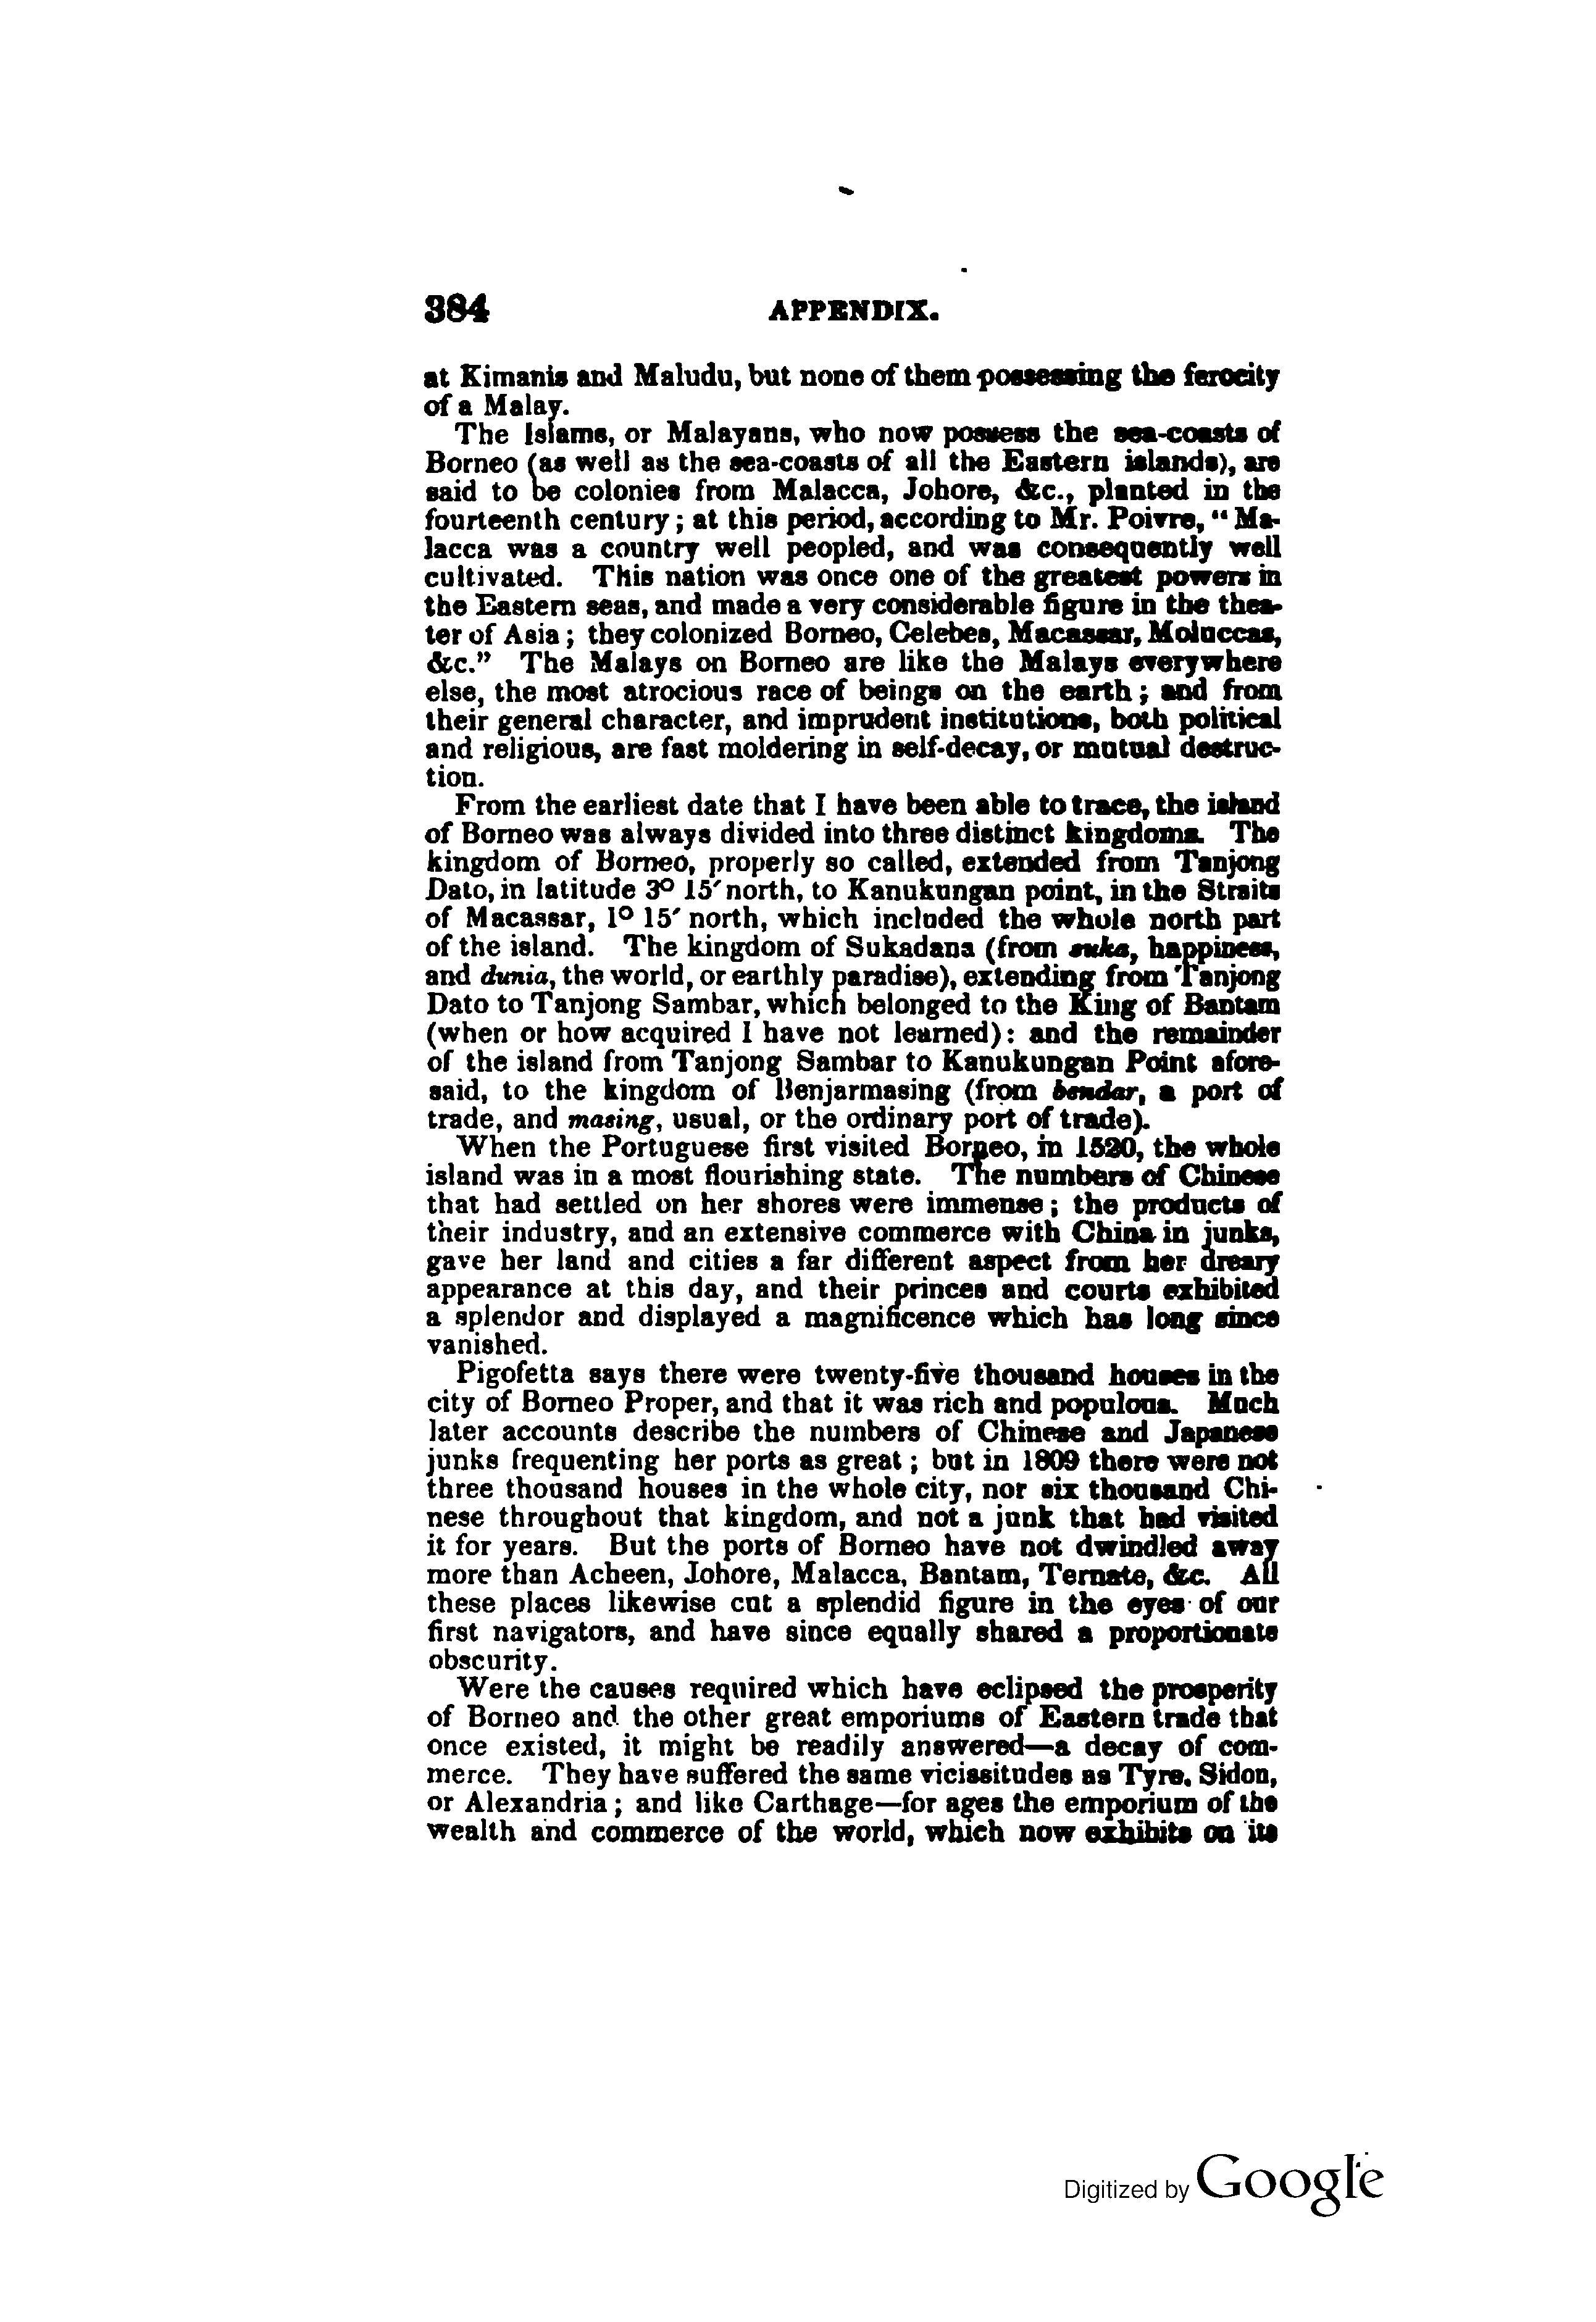 384 APPENDIX.
at Kimanis and Maludu, but none of them possessing the ferocity
of a Malay.
The Islams, or Malayans, who now possess the sea-coasts of
Borneo (as well as the sea-coasts of all the Eastern islands), are
said to be colonies from Malacca, Johore, &c., planted in the
fourteenth century; at this period, according to Mr. Poivre, “Ma-
lacca was a country well peopled, and was consequently well
cultivated. This nation was once one of the greatest powers in
the Eastern seas, and made a very considerable figure in the thea-
ter of Asia; they colonized Borneo, Celebes, Macassar, Moluccas,
&c.” The Malays on Borneo are like the Malays everywhere
else, the most atrocious race of beings on the earth; and from
their general character, and imprudent institutions, both political
and religious, are fast moldering in self-decay, or mutual destruc-
tion.
From the earliest date that I have been able to trace, the island
of Borneo was always divided into three distinct kingdoms. The
kingdom of Borneo, properly so called, extended from Tanjong
Dato, in latitude 3° 15′ north, to Kanukungan point, in the Straits
of Macassar, 1° 15′ north, which included the whole north part
of the island. The kingdom of Sukadana (from suka, happiness,
and dunia, the world, or earthly paradise), extending from Tanjong
Dato to Tanjong Sambar, which belonged to the King of Bantam
(when or how acquired I have not learned): and the remainder
of the island from Tanjong Sambar to Kanukungan Point afore-
said, to the kingdom of Benjarmasing (from bendar, a port of
trade, and masing, usual, or the ordinary port of trade).
When the Portuguese first visited Borneo, in 1520, the whole
island was in a most flourishing state. The numbers of Chinese
that had settled on her shores were immense; the products of
their industry, and an extensive commerce with China in junks,
gave her land and cities a far different aspect from her dreary
appearance at this day, and their princes and courts exhibited
a splendor and displayed a magnificence which has long since
vanished.
Pigofetta says there were twenty-five thousand houses in the
city of Borneo Proper, and that it was rich and populous. Much
later accounts describe the numbers of Chinese and Japanese
junks frequenting her ports as great; but in 1809 there were not
three thousand houses in the whole city, nor six thousand Chi-
nese throughout that kingdom, and not a junk that had visited
it for years. But the ports of Borneo have not dwindled away
more than Acheen, Johore, Malacca, Bantam, Ternate, &c. All
these places likewise cut a splendid figure in the eyes of our
first navigators, and have since equally shared a proportionate
obscurity.
Were the causes required which have eclipsed the prosperity
of Borneo and the other great emporiums of Eastern trade that
once existed, it might be readily answered—a decay of com-
merce. They have suffered the same vicissitudes as Tyre, Sidon,
or Alexandria; and like Carthage—for ages the emporium of the
wealth and commerce of the world, which now exhibits on its
Digitized by Google